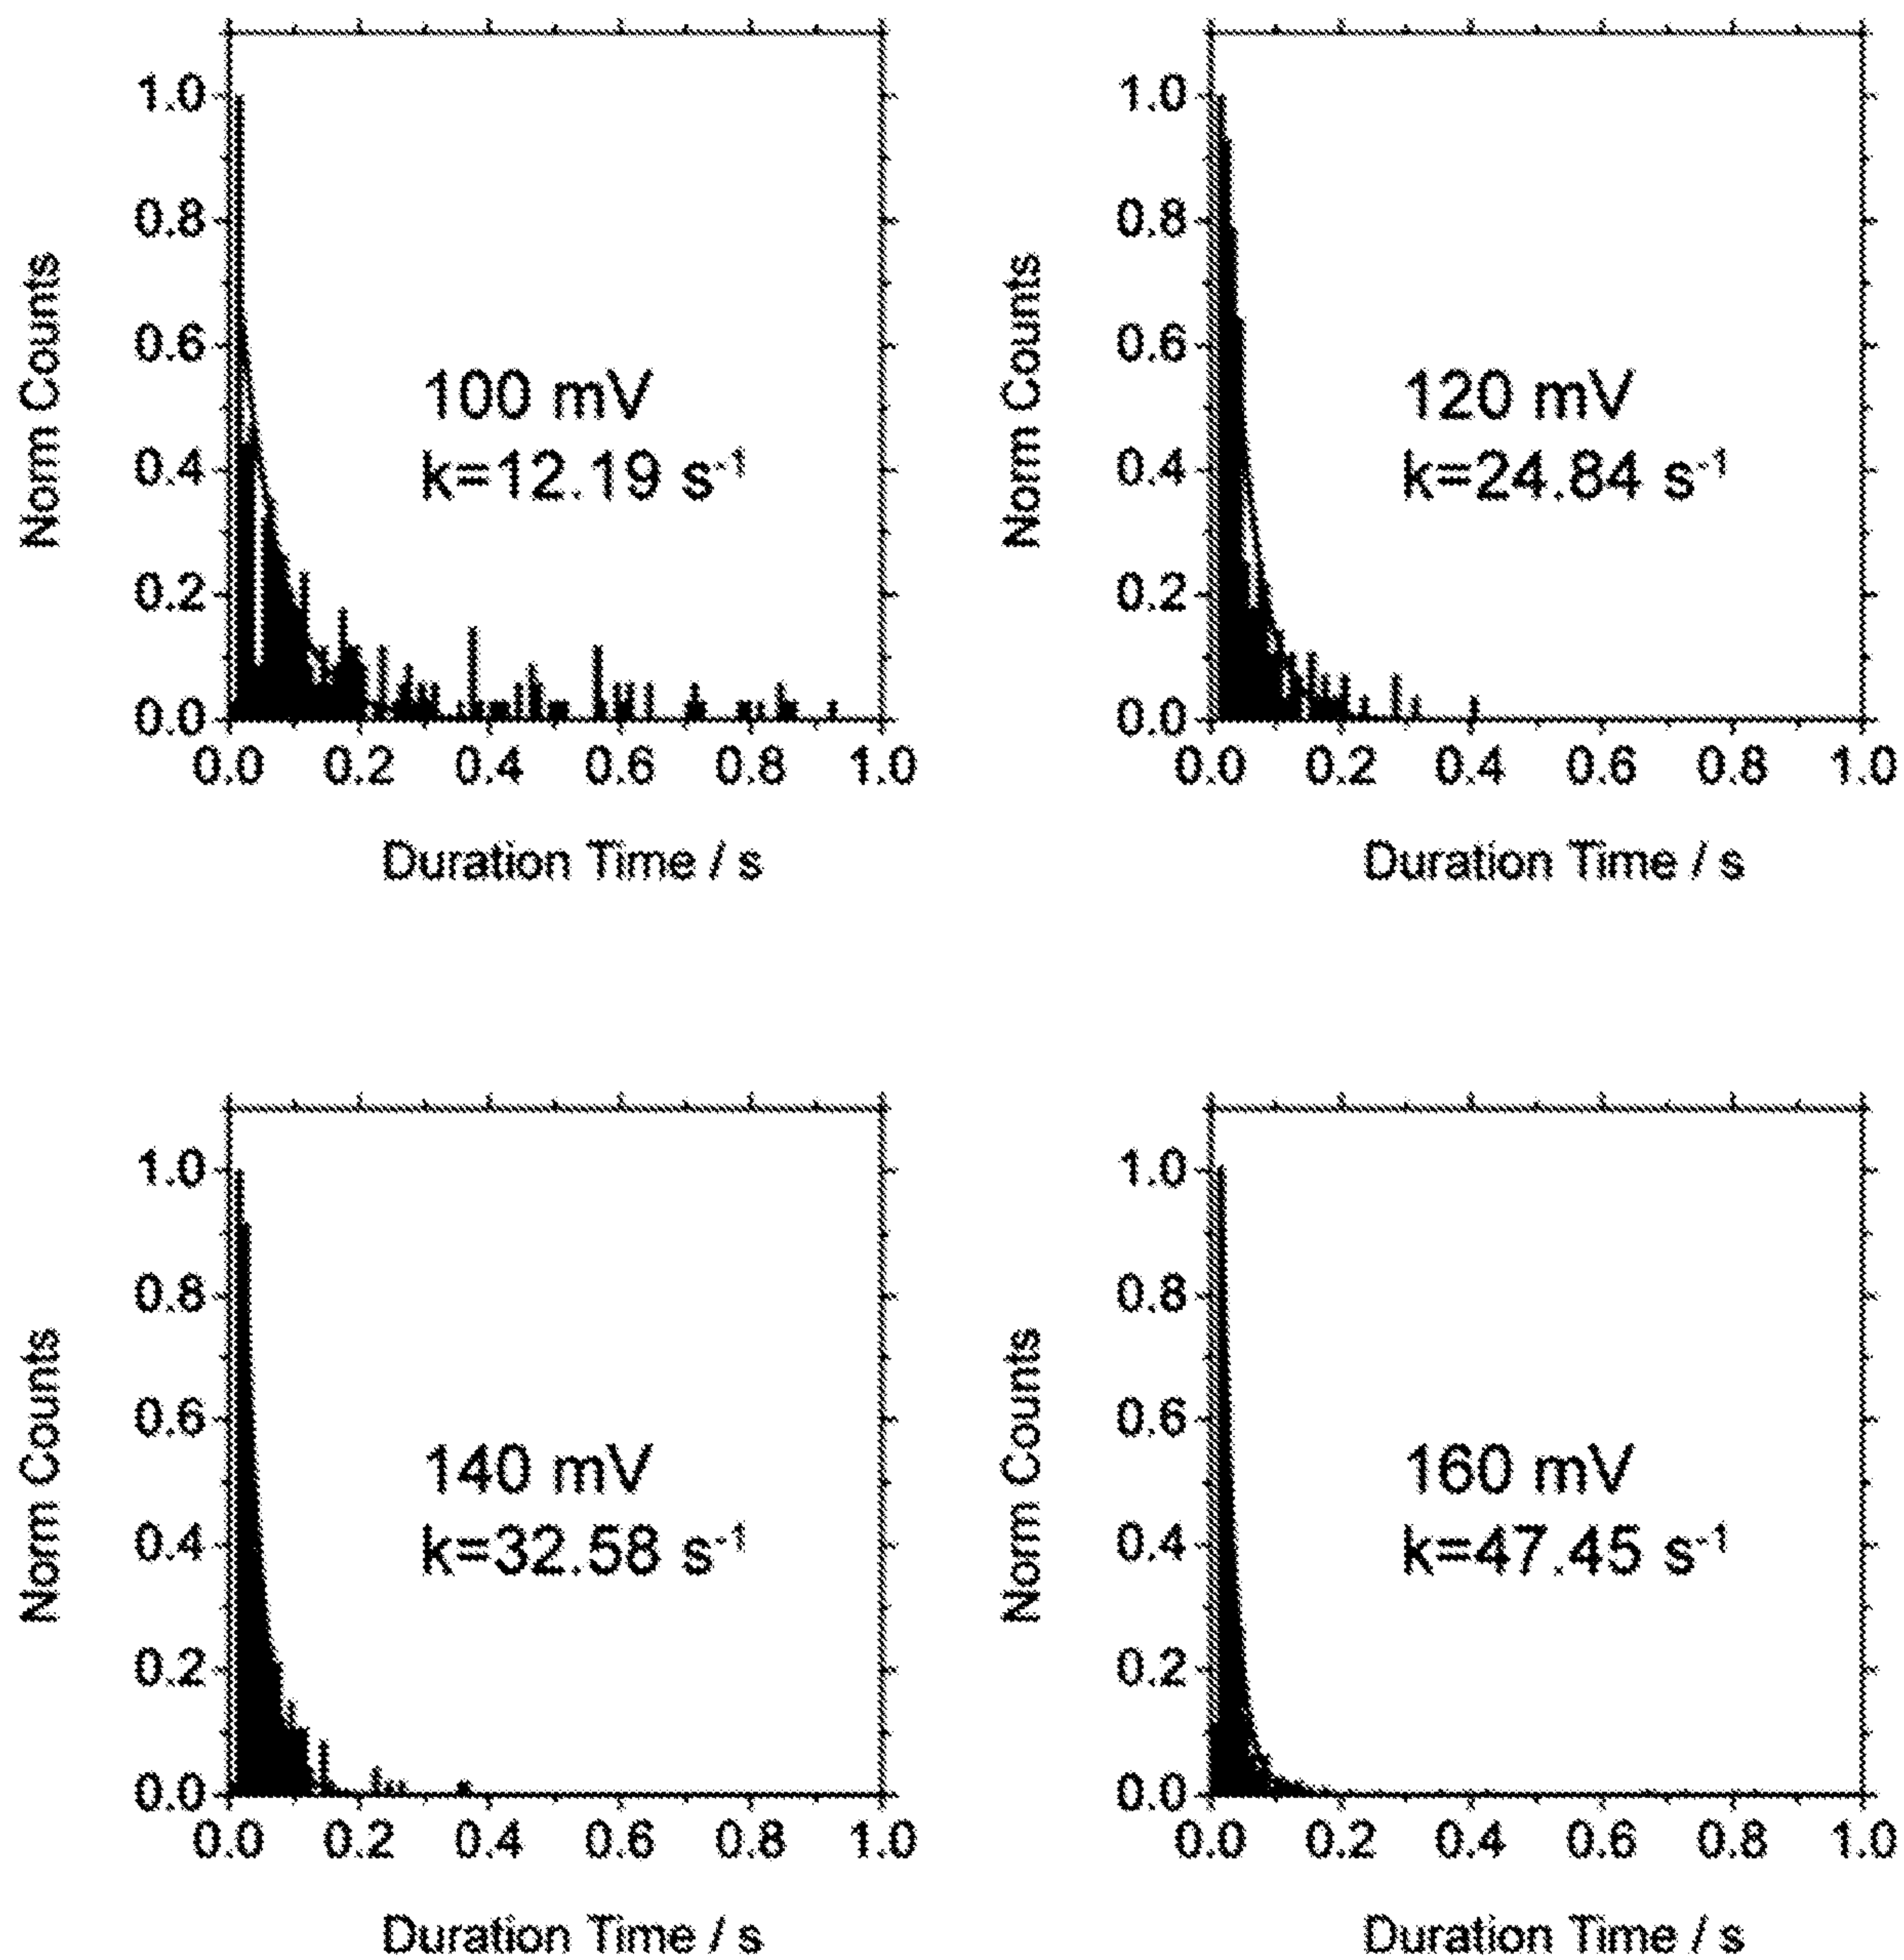 Norm Counts
1.0
0.8
0.6
0.4
0.2
0.0
100 mV
k=12.19 s⁻¹
0.0 0.2 0.4 0.6 0.8 1.0
Duration Time / s
Norm Counts
1.0
0.8
0.6
0.4
0.2
0.0
120 mV
k=24.84 s⁻¹
0.0 0.2 0.4 0.6 0.8 1.0
Duration Time / s
Norm Counts
1.0
0.8
0.6
0.4
0.2
0.0
140 mV
k=32.58 s⁻¹
0.0 0.2 0.4 0.6 0.8 1.0
Duration Time / s
Norm Counts
1.0
0.8
0.6
0.4
0.2
0.0
160 mV
k=47.45 s⁻¹
0.0 0.2 0.4 0.6 0.8 1.0
Duration Time / s